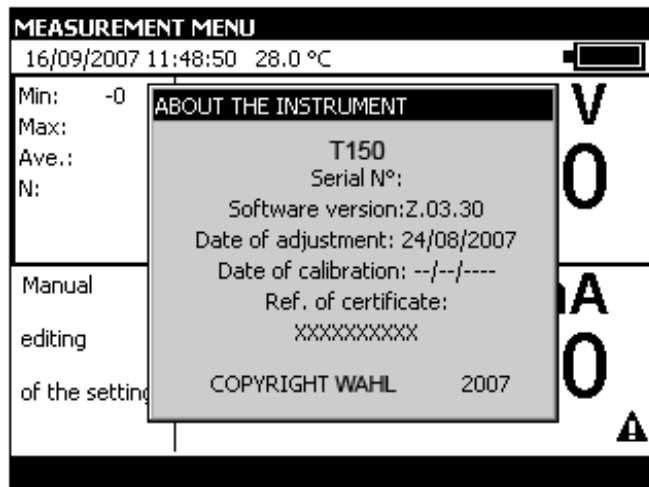 MEASUREMENT MENU
16/09/2007 11:48:50 28.0 °C
Min: -0
Max:
Ave.:
N:
V
0
ABOUT THE INSTRUMENT
T150
Serial N°:
Software version:Z.03.30
Date of adjustment: 24/08/2007
Date of calibration: --/--/----
Ref. of certificate:
XXXXXXXXXX
COPYRIGHT WAHL 2007
Manual
editing
of the setting
A
0